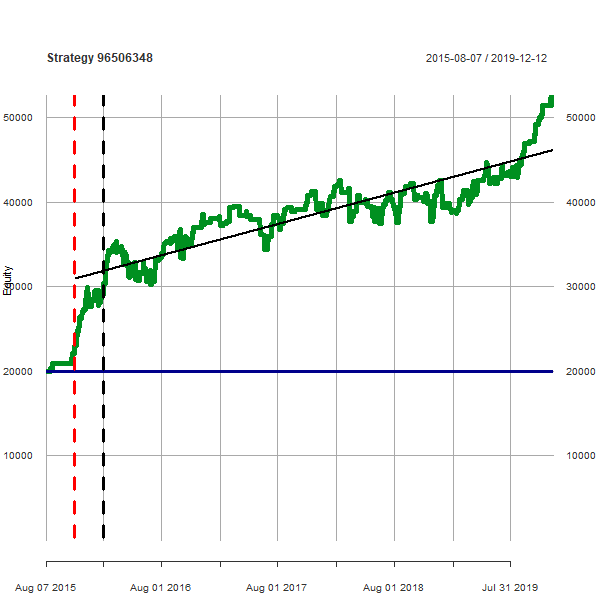 Strategy 96506348
2015-08-07 / 2019-12-12
50000
50000
40000
40000
Equity
30000
30000
20000
20000
10000
10000
Aug 07 2015
Aug 01 2016
Aug 01 2017
Aug 01 2018
Jul 31 2019